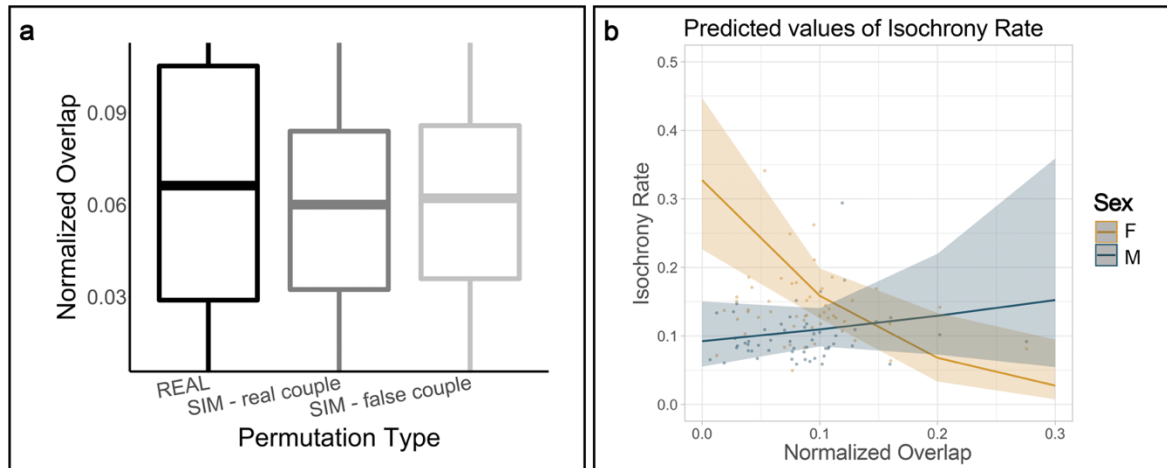 a
Normalized Overlap
0.09
0.06
0.03
REAL
SIM - real couple
SIM - false couple
Permutation Type
b
Predicted values of Isochrony Rate
Isochrony Rate
0.5
0.4
0.3
0.2
0.1
0.0
0.0 0.1 0.2 0.3
Normalized Overlap
Sex
F
M